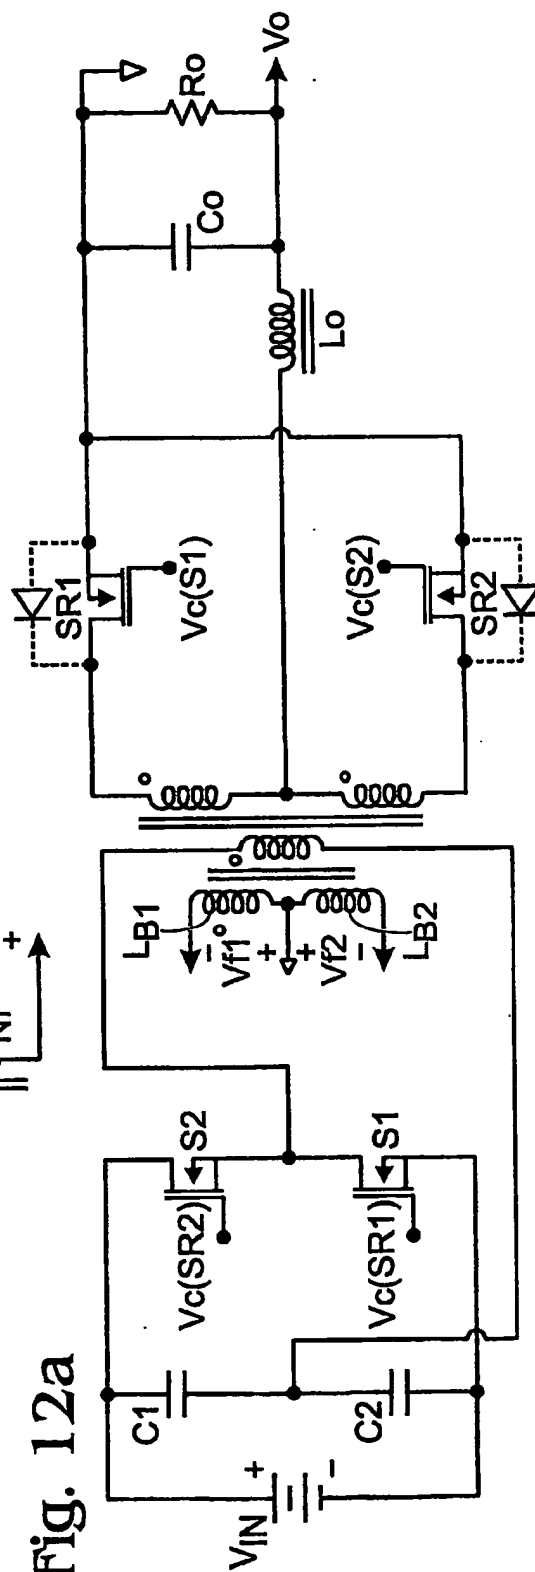 Fig. 12a
VIN
+
−
C1
C2
Vc(SR2)
S2
Vc(SR1)
S1
+
LB1
−
Vf1
+
+
Vf2
−
LB2
SR1
Vc(S1)
Vc(S2)
SR2
Lo
Co
Ro
Vo